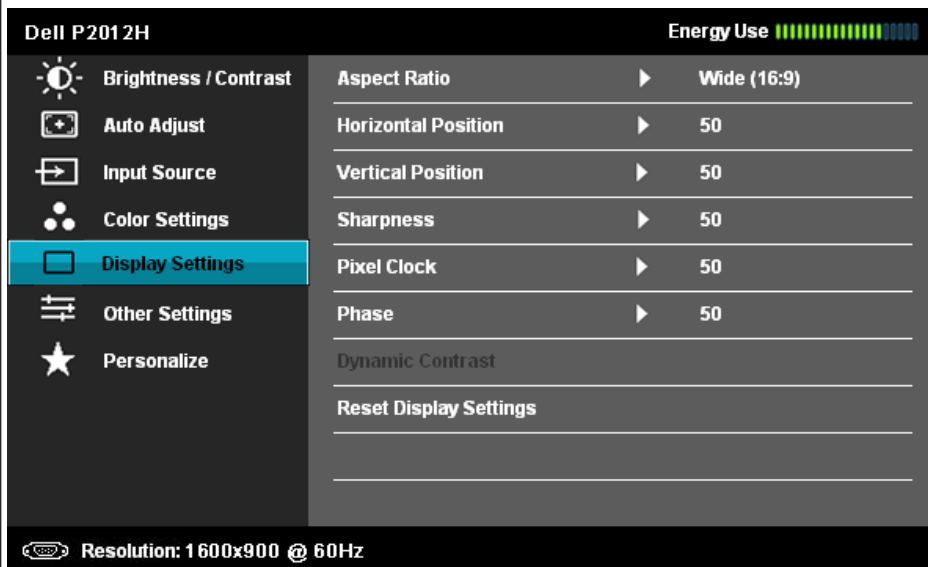 Dell P2012H Energy Use
Brightness / Contrast
Auto Adjust
Input Source
Color Settings
Display Settings
Other Settings
Personalize
Aspect Ratio Wide (16:9)
Horizontal Position 50
Vertical Position 50
Sharpness 50
Pixel Clock 50
Phase 50
Dynamic Contrast
Reset Display Settings
Resolution: 1600x900 @ 60Hz